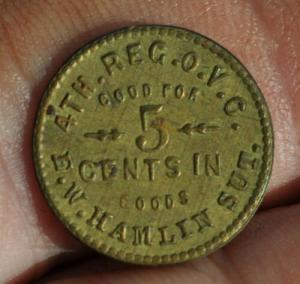 4TH. REG. O. V. C.
GOOD FOR
5
CENTS IN
GOODS
E. W. HAMLIN SUT.